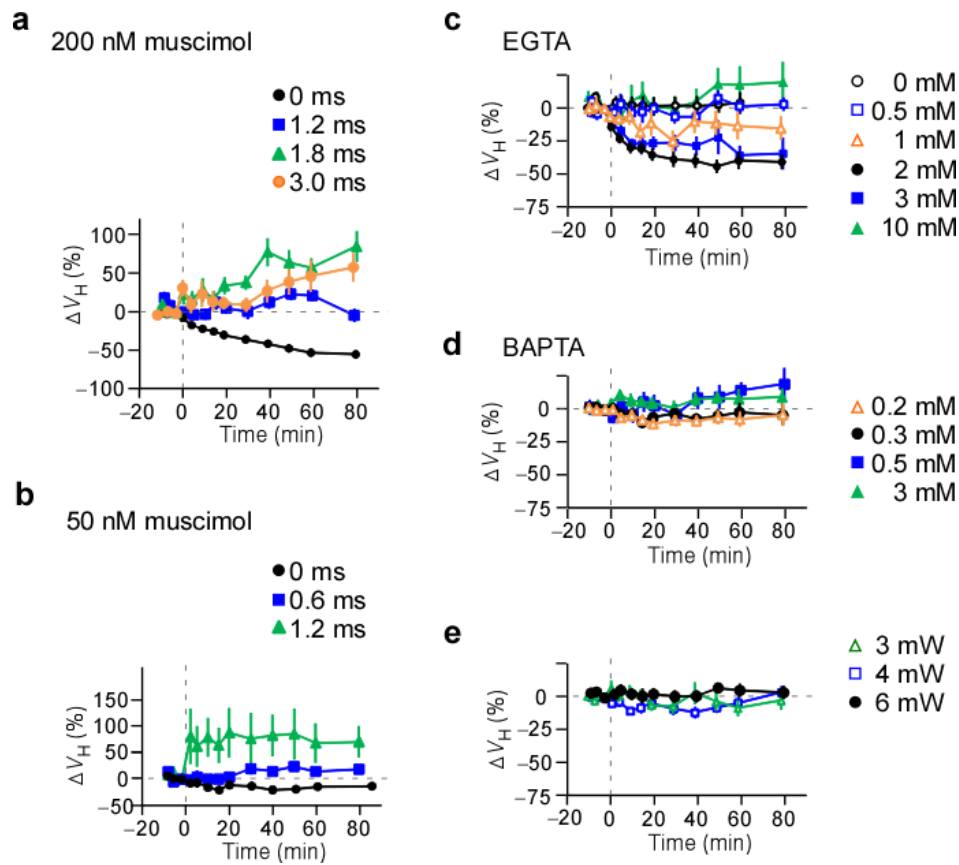 a
200 nM muscimol
0 ms
1.2 ms
1.8 ms
3.0 ms
100
50
0
−50
−100
ΔVH (%)
−20 0 20 40 60 80
Time (min)
b
50 nM muscimol
0 ms
0.6 ms
1.2 ms
150
100
50
0
50
ΔVH (%)
−20 0 20 40 60 80
Time (min)
c
EGTA
0 mM
0.5 mM
1 mM
2 mM
3 mM
10 mM
0
−25
−50
−75
ΔVH (%)
−20 0 20 40 60 80
Time (min)
d
BAPTA
0.2 mM
0.3 mM
0.5 mM
3 mM
0
−25
−50
−75
ΔVH (%)
−20 0 20 40 60 80
Time (min)
e
3 mW
4 mW
6 mW
0
−25
−50
−75
ΔVH (%)
−20 0 20 40 60 80
Time (min)